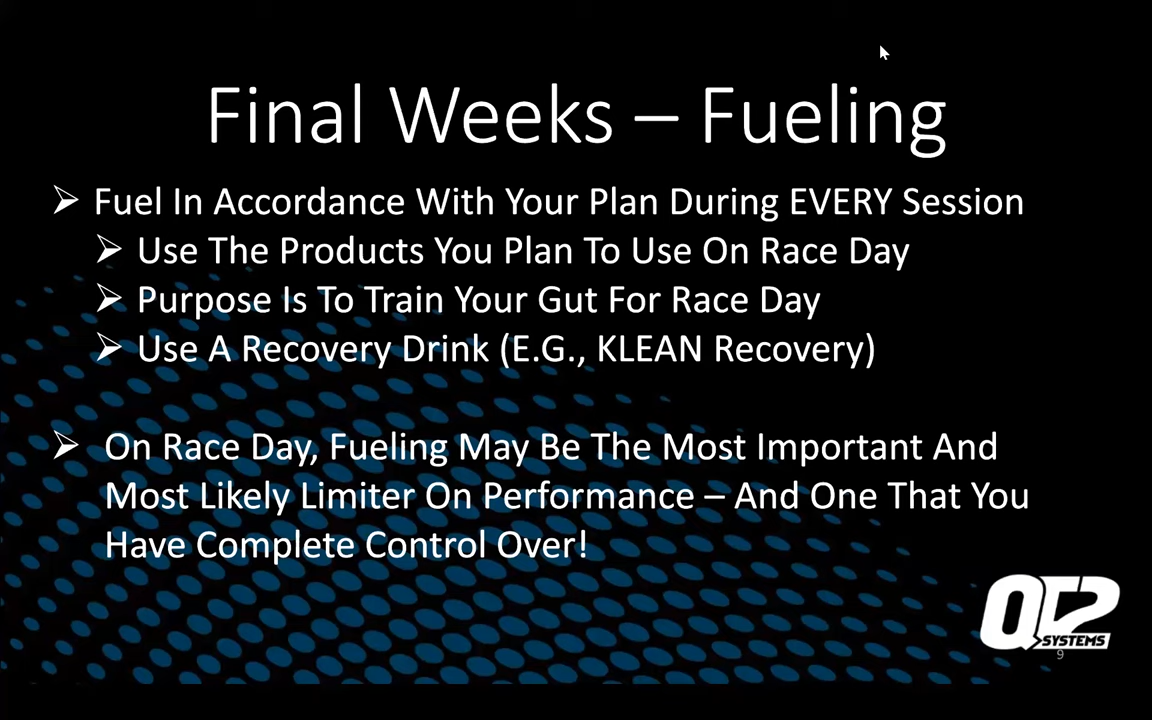 Final Weeks – Fueling
➢ Fuel In Accordance With Your Plan During EVERY Session
➢ Use The Products You Plan To Use On Race Day
➢ Purpose Is To Train Your Gut For Race Day
➢ Use A Recovery Drink (E.G., KLEAN Recovery)
➢ On Race Day, Fueling May Be The Most Important And
Most Likely Limiter On Performance – And One That You
Have Complete Control Over!
QT2
SYSTEMS
9